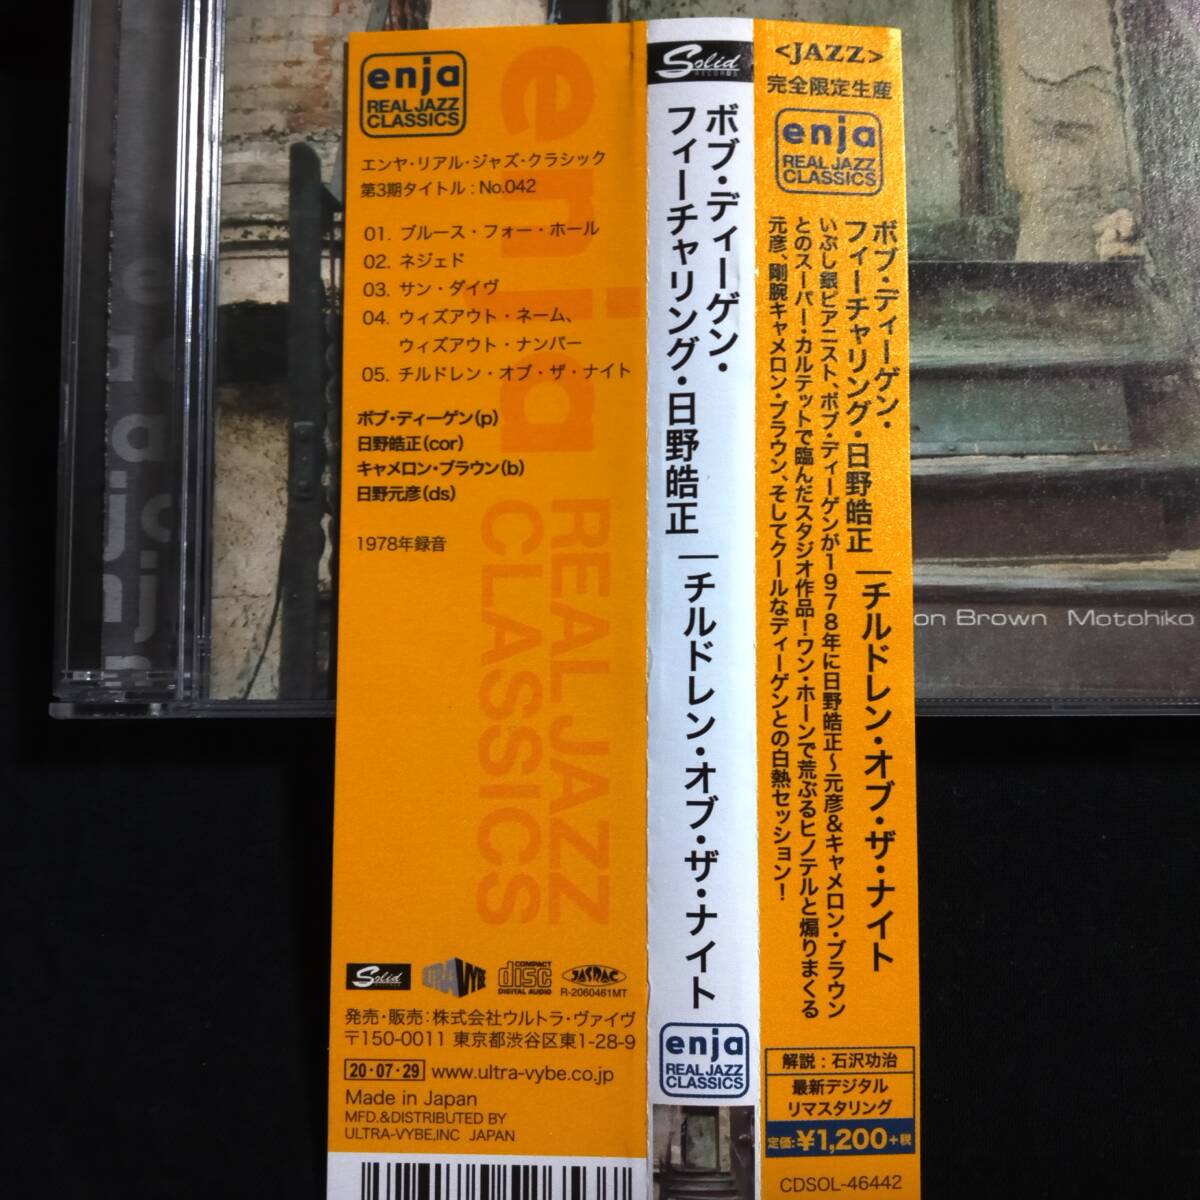 enja
REAL JAZZ
CLASSICS
エンヤ・リアル・ジャズ・クラシック
第3期タイトル：No.042
01. ブルース・フォー・ホール
02. ネジェド
03. サン・ダイヴ
04. ウィズアウト・ネーム、
ウィズアウト・ナンバー
05. チルドレン・オブ・ザ・ナイト
ボブ・ディーゲン(p)
日野皓正(cor)
キャメロン・ブラウン(b)
日野元彦(ds)
1978年録音
enja
REAL JAZZ
CLASSICS
Solid
RECORDS
ULTRA VYBE
COMPACT
disc
DIGITAL AUDIO
JASRAC
R-2060461MT
発売・販売：株式会社ウルトラ・ヴァイヴ
〒150-0011 東京都渋谷区東1-28-9
20・07・29 www.ultra-vybe.co.jp
Made in Japan
MFD.&DISTRIBUTED BY
ULTRA-VYBE,INC JAPAN
Solid
RECORDS
ボブ・ディーゲン・
フィーチャリング・日野皓正｜チルドレン・オブ・ザ・ナイト
enja
REAL JAZZ
CLASSICS
<JAZZ>
完全限定生産
enja
REAL JAZZ
CLASSICS
ボブ・ディーゲン・
フィーチャリング・日野皓正｜チルドレン・オブ・ザ・ナイト
いぶし銀ピアニスト、ボブ・ディーゲンが1978年に日野皓正〜元彦&キャメロン・ブラウン
とのスーパー・カルテットで臨んだスタジオ作品！ワン・ホーンで荒ぶるヒノテルと煽りまくる
元彦、剛腕キャメロン・ブラウン、そしてクールなディーゲンとの白熱セッション！
解説：石沢功治
最新デジタル
リマスタリング
定価：¥1,200+税
CDSOL-46442
on Brown Motohiko